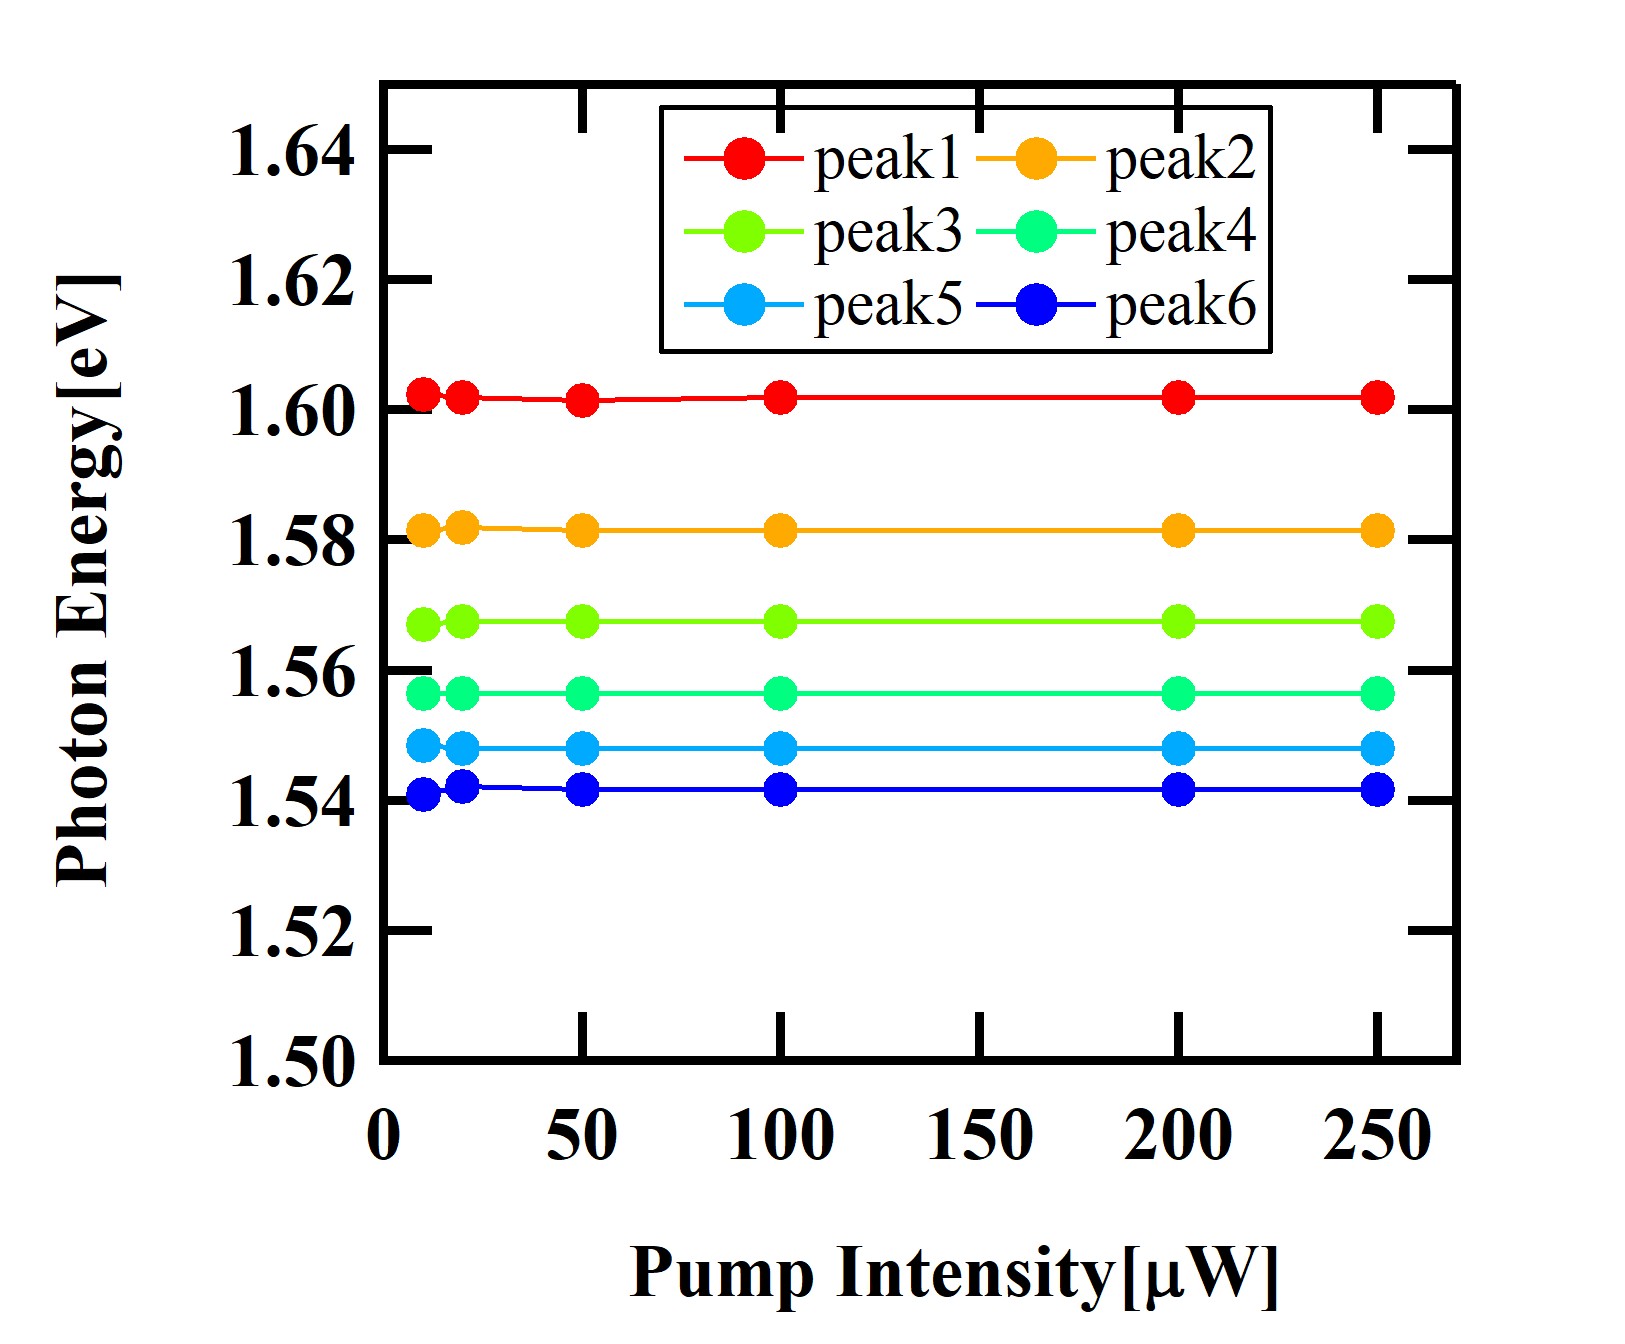 1.64
1.62
1.60
1.58
1.56
1.54
1.52
1.50
Photon Energy[eV]
peak1 peak2
peak3 peak4
peak5 peak6
0 50 100 150 200 250
Pump Intensity[μW]